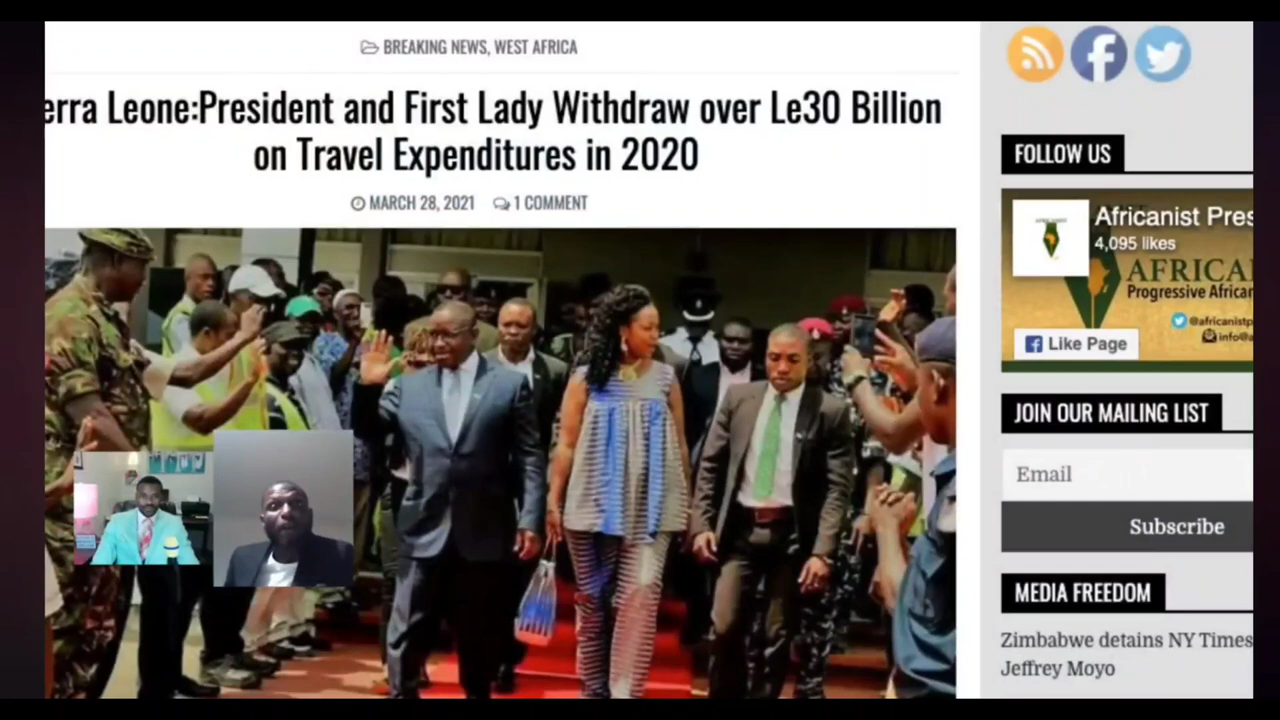 BREAKING NEWS, WEST AFRICA
erra Leone:President and First Lady Withdraw over Le30 Billion
on Travel Expenditures in 2020
MARCH 28, 2021 1 COMMENT
FOLLOW US
Africanist Pres
4,095 likes
AFRICA
Progressive African
@africanistp
info@a
Like Page
JOIN OUR MAILING LIST
Email
Subscribe
MEDIA FREEDOM
Zimbabwe detains NY Times
Jeffrey Moyo